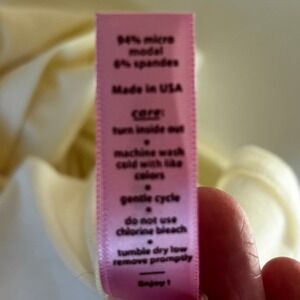 94% micro
modal
6% spandex
Made in USA
care:
turn inside out
•
machine wash
cold with like
colors
•
gentle cycle
•
do not use
chlorine bleach
•
tumble dry low
remove promptly
Enjoy!